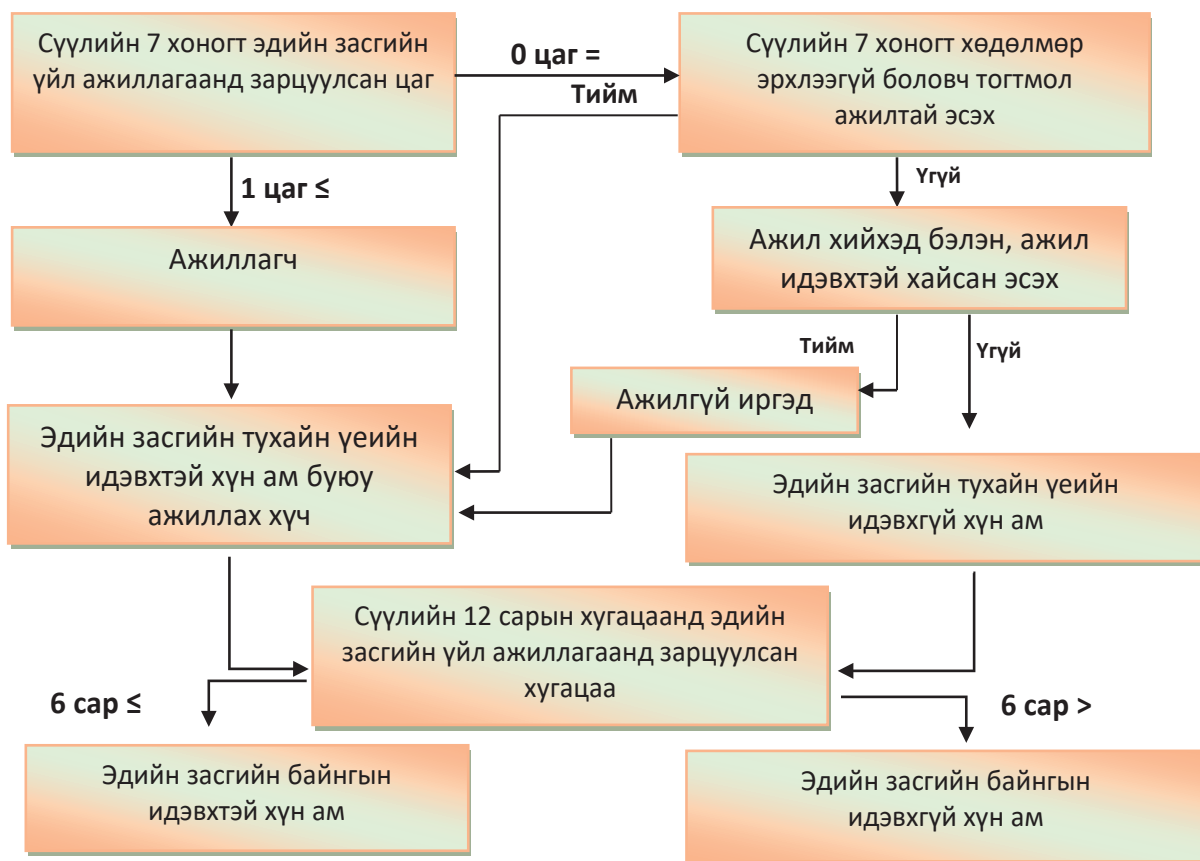 Сүүлийн 7 хоногт эдийн засгийн
үйл ажиллагаанд зарцуулсан цаг
0 цаг =
Тийм
Сүүлийн 7 хоногт хөдөлмөр
эрхлээгүй боловч тогтмол
ажилтай эсэх
1 цаг ≤
Үгүй
Ажиллагч
Ажил хийхэд бэлэн, ажил
идэвхтэй хайсан эсэх
Тийм
Үгүй
Ажилгүй иргэд
Эдийн засгийн тухайн үеийн
идэвхтэй хүн ам буюу
ажиллах хүч
Эдийн засгийн тухайн үеийн
идэвхгүй хүн ам
Сүүлийн 12 сарын хугацаанд эдийн
засгийн үйл ажиллагаанд зарцуулсан
хугацаа
6 сар ≤
6 сар >
Эдийн засгийн байнгын
идэвхтэй хүн ам
Эдийн засгийн байнгын
идэвхгүй хүн ам